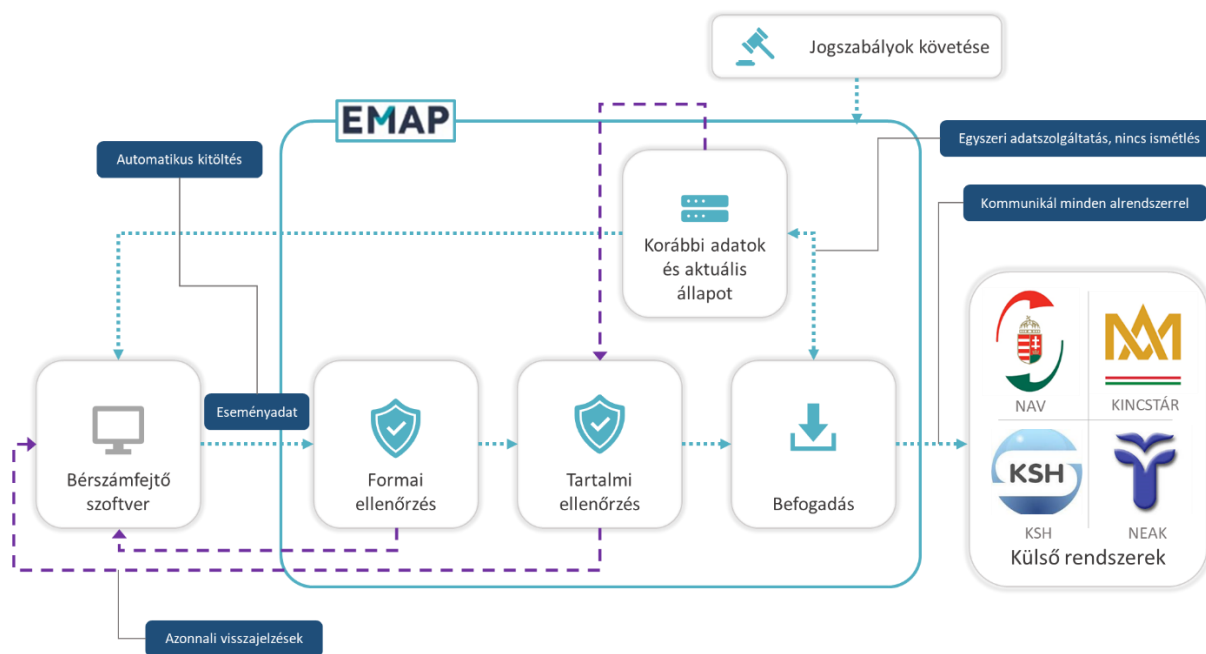 Jogszabályok követése
EMAP
Automatikus kitöltés
Egyszeri adatszolgáltatás, nincs ismétlés
Kommunikál minden alrendszerrel
Korábbi adatok
és aktuális
állapot
Eseményadat
Bérszámfejtő
szoftver
Formai
ellenőrzés
Tartalmi
ellenőrzés
Befogadás
NAV
KINCSTÁR
KSH
KSH
NEAK
Külső rendszerek
Azonnali visszajelzések